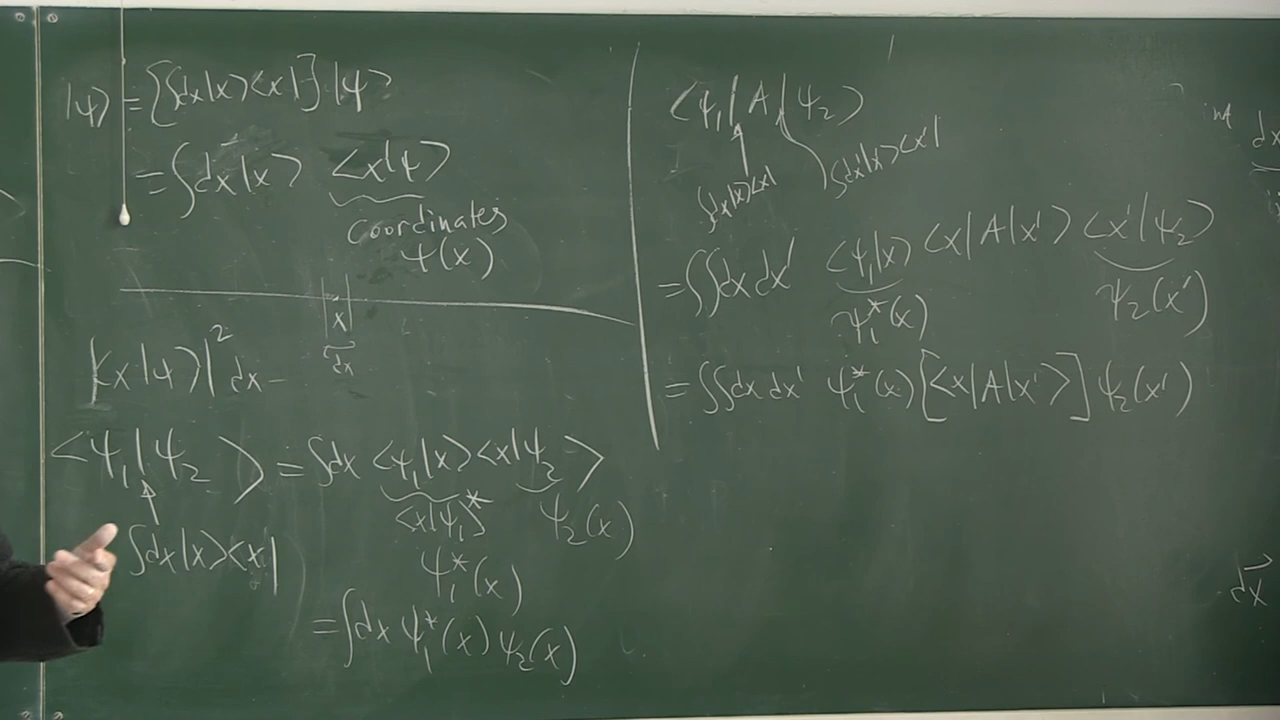 |ψ⟩ = {∫dx|x⟩⟨x|}|ψ⟩
= ∫dx|x⟩ ⟨x|ψ⟩
coordinates
ψ(x)
|x|
dx
|⟨x|ψ⟩|² dx
⟨ψ₁|ψ₂⟩ = ∫dx ⟨ψ₁|x⟩⟨x|ψ₂⟩
⟨x|ψ₁⟩* ψ₂(x)
∫dx|x⟩⟨x|
ψ₁*(x)
= ∫dx ψ₁*(x) ψ₂(x)
⟨ψ₁|A|ψ₂⟩
∫dx|x⟩⟨x| ∫dx'|x'⟩⟨x'|
= ∫∫dx dx' ⟨ψ₁|x⟩ ⟨x|A|x'⟩ ⟨x'|ψ₂⟩
ψ₁*(x) ψ₂(x')
= ∫∫dx dx' ψ₁*(x)[⟨x|A|x'⟩]ψ₂(x')
dx
dx